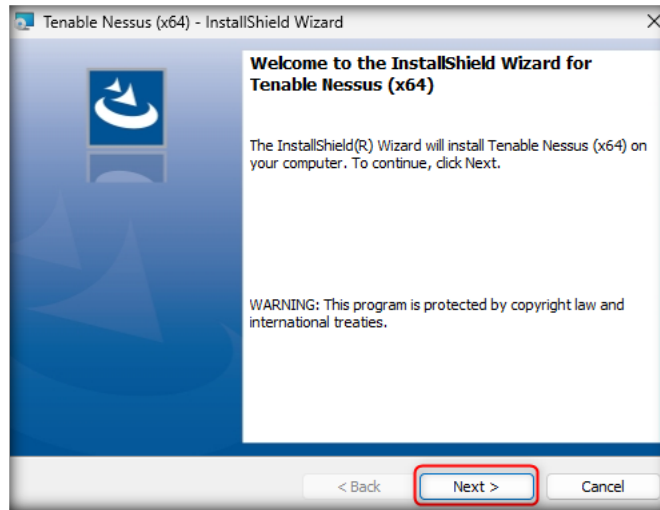 Tenable Nessus (x64) - InstallShield Wizard
Welcome to the InstallShield Wizard for
Tenable Nessus (x64)
The InstallShield(R) Wizard will install Tenable Nessus (x64) on
your computer. To continue, click Next.
WARNING: This program is protected by copyright law and
international treaties.
< Back
Next >
Cancel